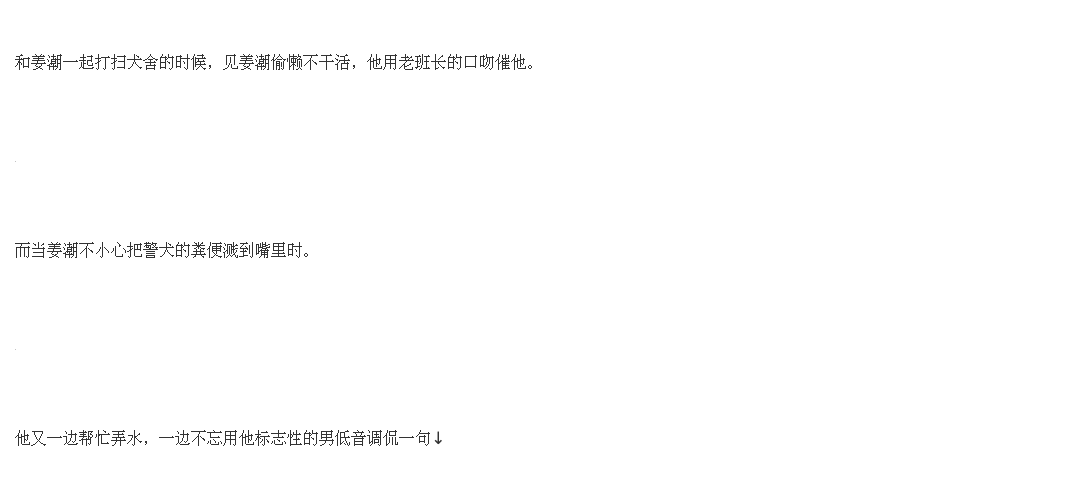 和姜潮一起打扫犬舍的时候，见姜潮偷懒不干活，他用老班长的口吻催他。
而当姜潮不小心把警犬的粪便溅到嘴里时。
他又一边帮忙弄水，一边不忘用他标志性的男低音调侃一句↓